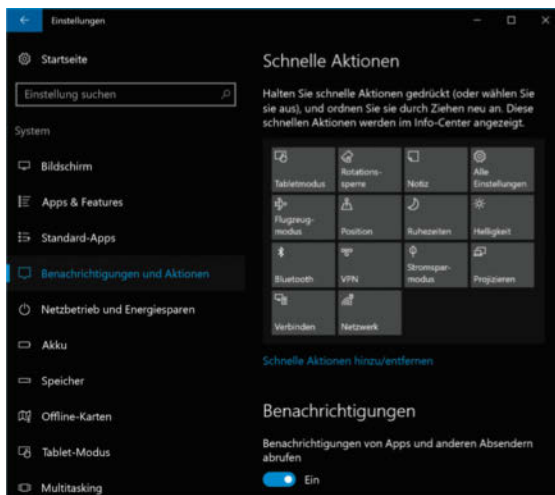 Einstellungen
Startseite
Einstellung suchen
System
Bildschirm
Apps & Features
Standard-Apps
Benachrichtigungen und Aktionen
Netzbetrieb und Energiesparen
Akku
Speicher
Offline-Karten
Tablet-Modus
Multitasking
Schnelle Aktionen
Halten Sie schnelle Aktionen gedrückt (oder wählen Sie
sie aus), und ordnen Sie sie durch Ziehen neu an. Diese
schnellen Aktionen werden im Info-Center angezeigt.
Tabletmodus
Rotations-
sperre
Notiz
Alle
Einstellungen
Flugzeug-
modus
Position
Ruhezeiten
Helligkeit
Bluetooth
VPN
Stromspar-
modus
Projizieren
Verbinden
Netzwerk
Schnelle Aktionen hinzu/entfernen
Benachrichtigungen
Benachrichtigungen von Apps und anderen Absendern
abrufen
Ein